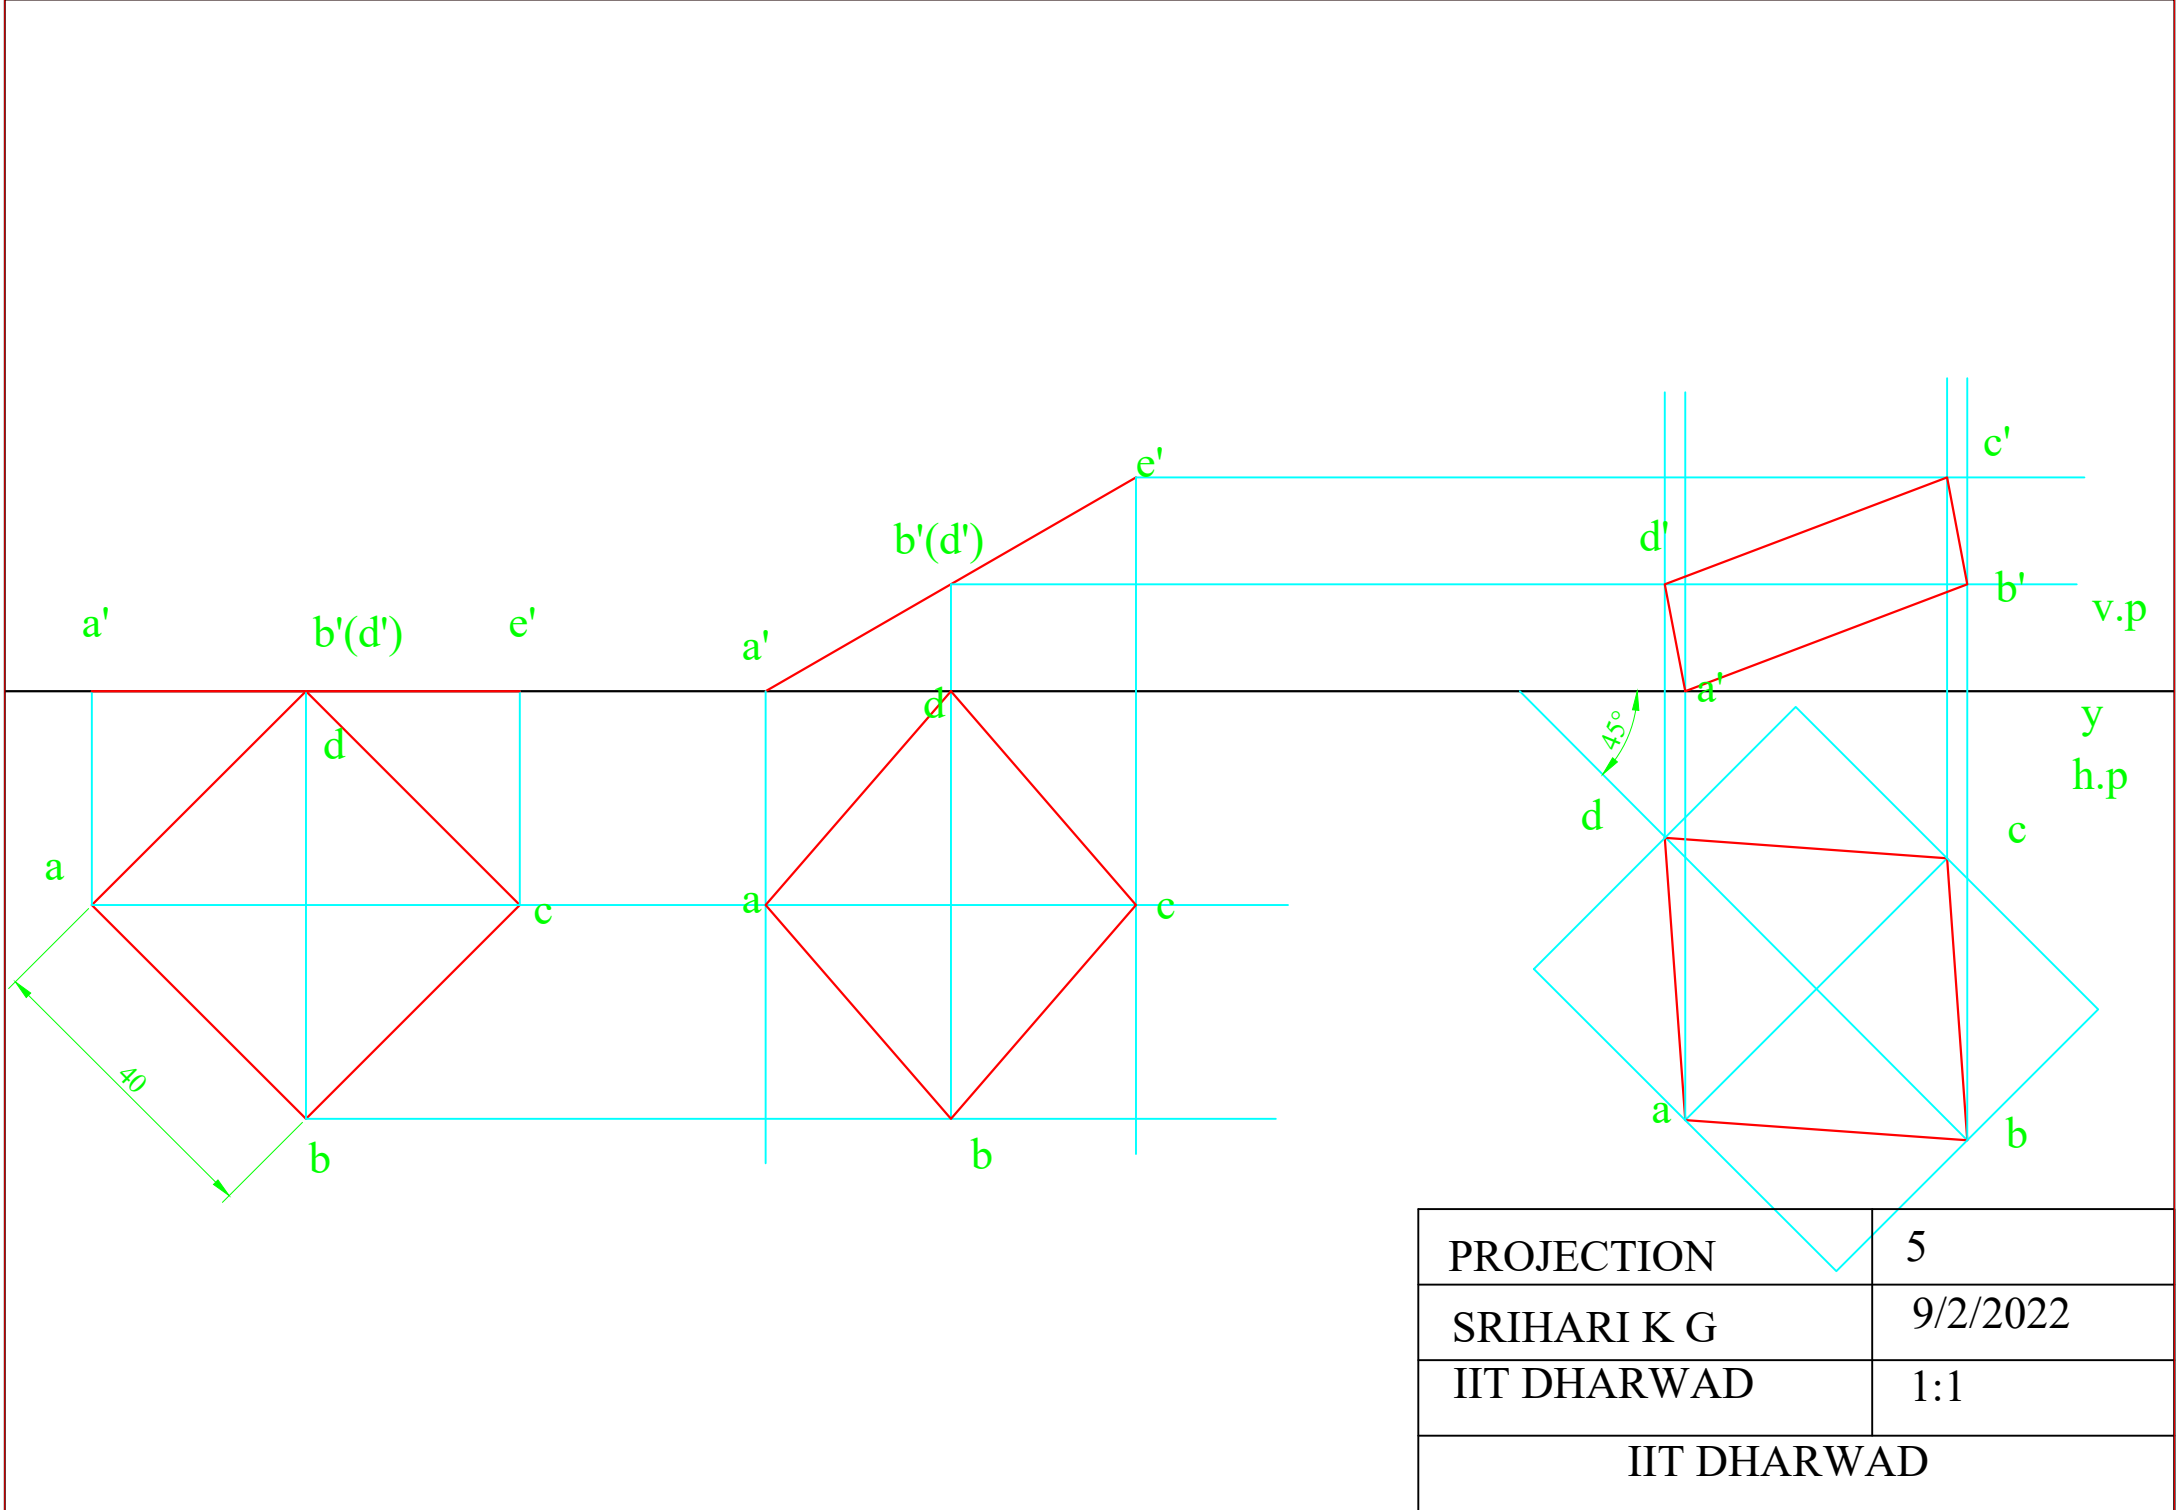 c'
e'
d'
b'(d')
b'
v.p
a'
b'(d')
e'
a'
a'
d
y
45°
d
h.p
d
c
a
a
c
c
40
a
b
b
b
PROJECTION 5
SRIHARI K G 9/2/2022
IIT DHARWAD 1:1
IIT DHARWAD